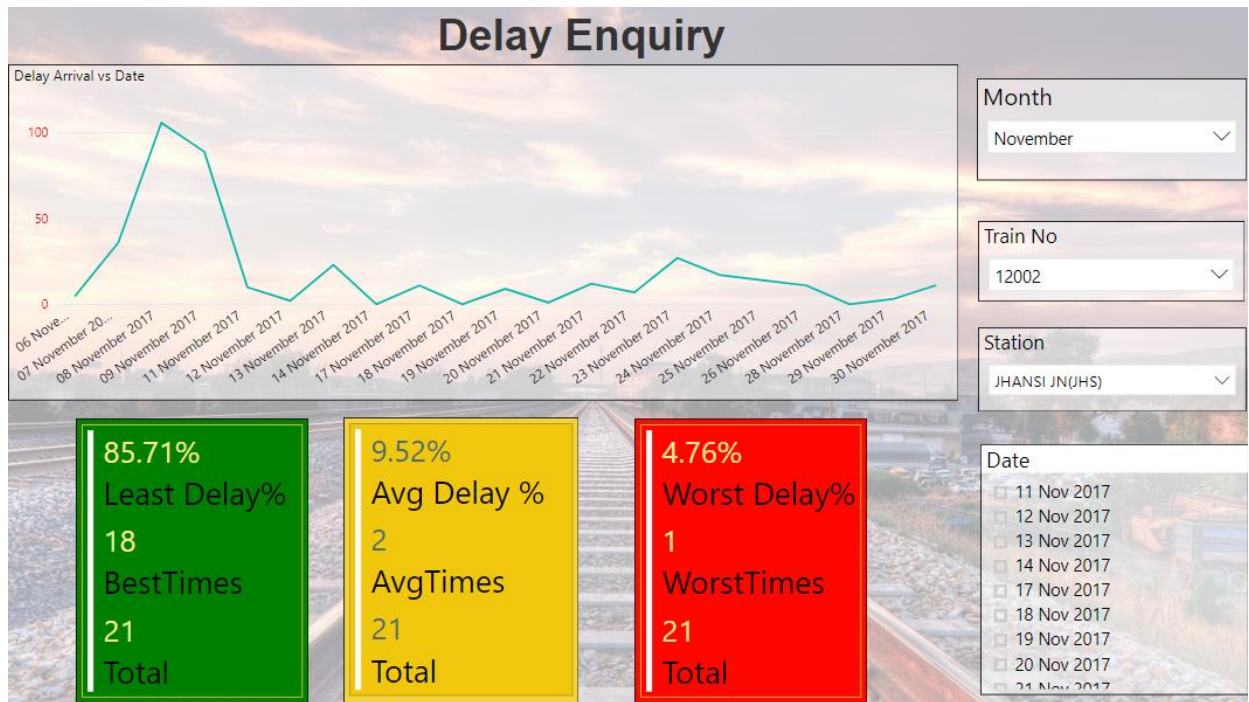 Delay Enquiry
Delay Arrival vs Date
100
50
0
06 Nove...
07 November 20...
08 November 2017
09 November 2017
11 November 2017
12 November 2017
13 November 2017
14 November 2017
17 November 2017
18 November 2017
19 November 2017
20 November 2017
21 November 2017
22 November 2017
23 November 2017
24 November 2017
25 November 2017
26 November 2017
28 November 2017
29 November 2017
30 November 2017
Month
November
Train No
12002
Station
JHANSI JN(JHS)
Date
11 Nov 2017
12 Nov 2017
13 Nov 2017
14 Nov 2017
17 Nov 2017
18 Nov 2017
19 Nov 2017
20 Nov 2017
21 Nov 2017
85.71%
Least Delay%
18
BestTimes
21
Total
9.52%
Avg Delay %
2
AvgTimes
21
Total
4.76%
Worst Delay%
1
WorstTimes
21
Total